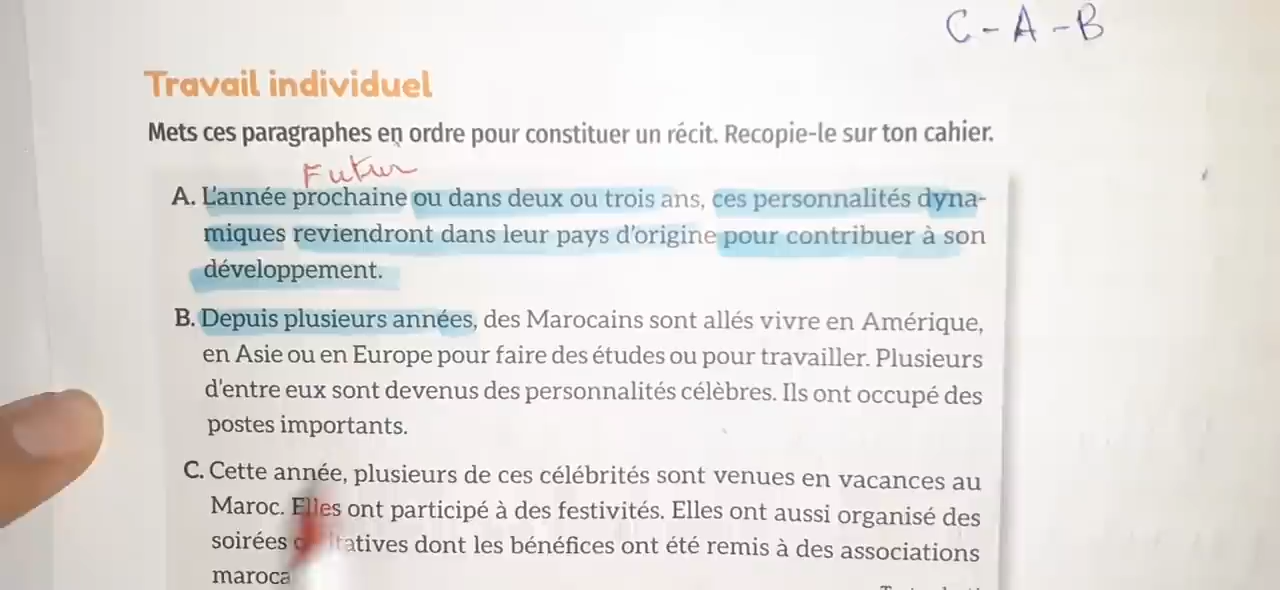 C - A - B
Travail individuel
Mets ces paragraphes en ordre pour constituer un récit. Recopie-le sur ton cahier.
Futur
A. L'année prochaine ou dans deux ou trois ans, ces personnalités dyna-
miques reviendront dans leur pays d'origine pour contribuer à son
développement.
B. Depuis plusieurs années, des Marocains sont allés vivre en Amérique,
en Asie ou en Europe pour faire des études ou pour travailler. Plusieurs
d'entre eux sont devenus des personnalités célèbres. Ils ont occupé des
postes importants.
C. Cette année, plusieurs de ces célébrités sont venues en vacances au
Maroc. Elles ont participé à des festivités. Elles ont aussi organisé des
soirées dont les bénéfices ont été remis à des associations